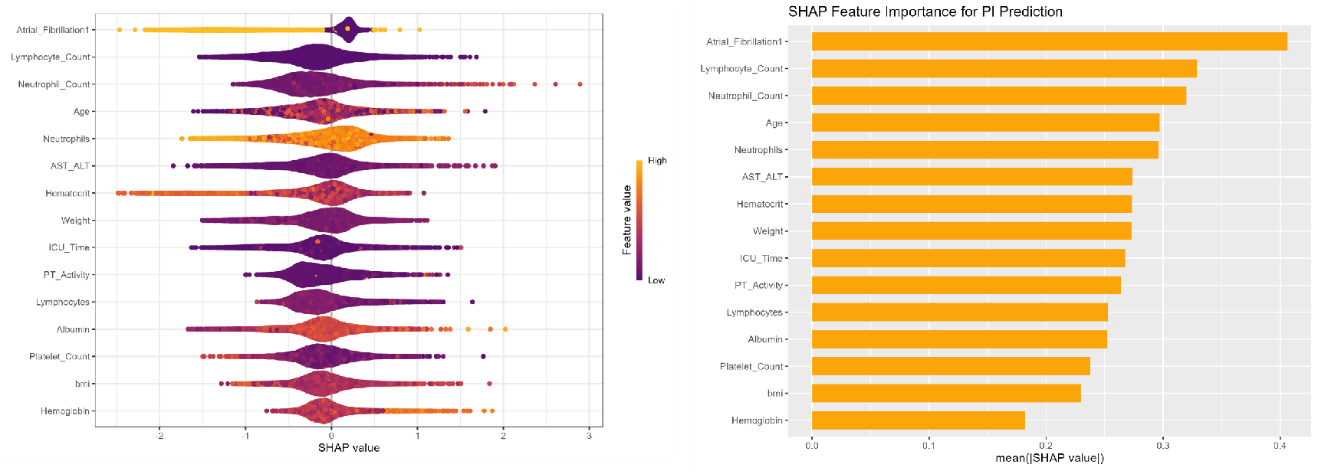 Atrial_Fibrillation1
Lymphocyte_Count
Neutrophil_Count
Age
Neutrophils
AST_ALT
Hematocrit
Weight
ICU_Time
PT_Activity
Lymphocytes
Albumin
Platelet_Count
bmi
Hemoglobin
-2
-1
0
1
2
3
SHAP value
High
Feature value
Low
SHAP Feature Importance for PI Prediction
Atrial_Fibrillation1
Lymphocyte_Count
Neutrophil_Count
Age
Neutrophils
AST_ALT
Hematocrit
Weight
ICU_Time
PT_Activity
Lymphocytes
Albumin
Platelet_Count
bmi
Hemoglobin
0.0
0.1
0.2
0.3
0.4
mean(|SHAP value|)